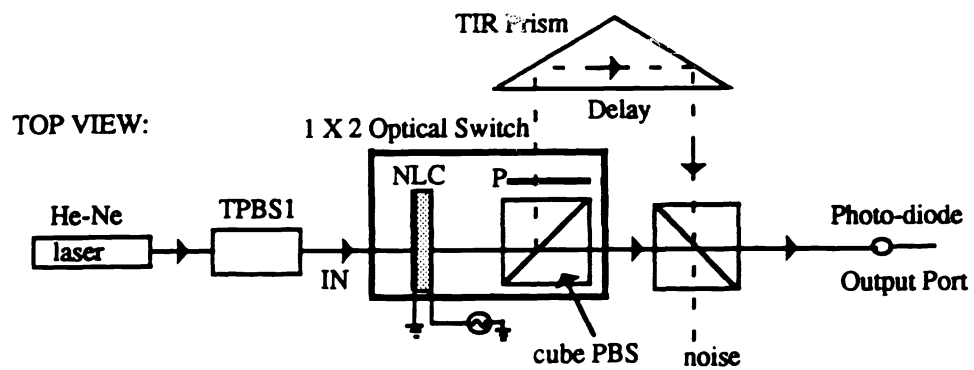 TIR Prism
Delay
TOP VIEW:
1 X 2 Optical Switch
NLC
P
He-Ne
laser
TPBS1
IN
Photo-diode
Output Port
cube PBS
noise